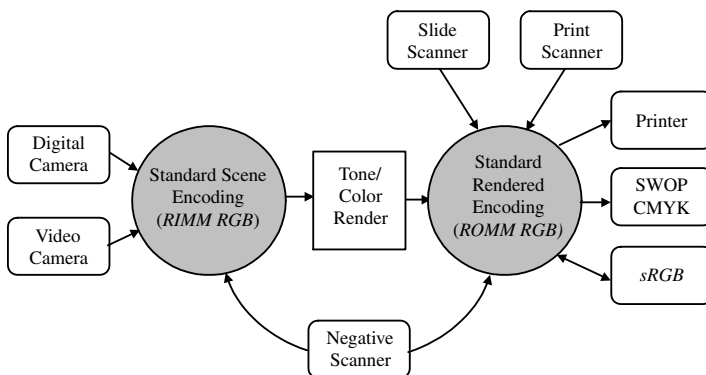 Slide
Scanner
Print
Scanner
Digital
Camera
Video
Camera
Standard Scene
Encoding
(RIMM RGB)
Tone/
Color
Render
Standard
Rendered
Encoding
(ROMM RGB)
Printer
SWOP
CMYK
sRGB
Negative
Scanner